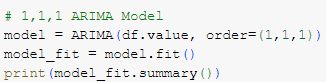 # 1,1,1 ARIMA Model
model = ARIMA(df.value, order=(1,1,1))
model_fit = model.fit()
print(model_fit.summary())